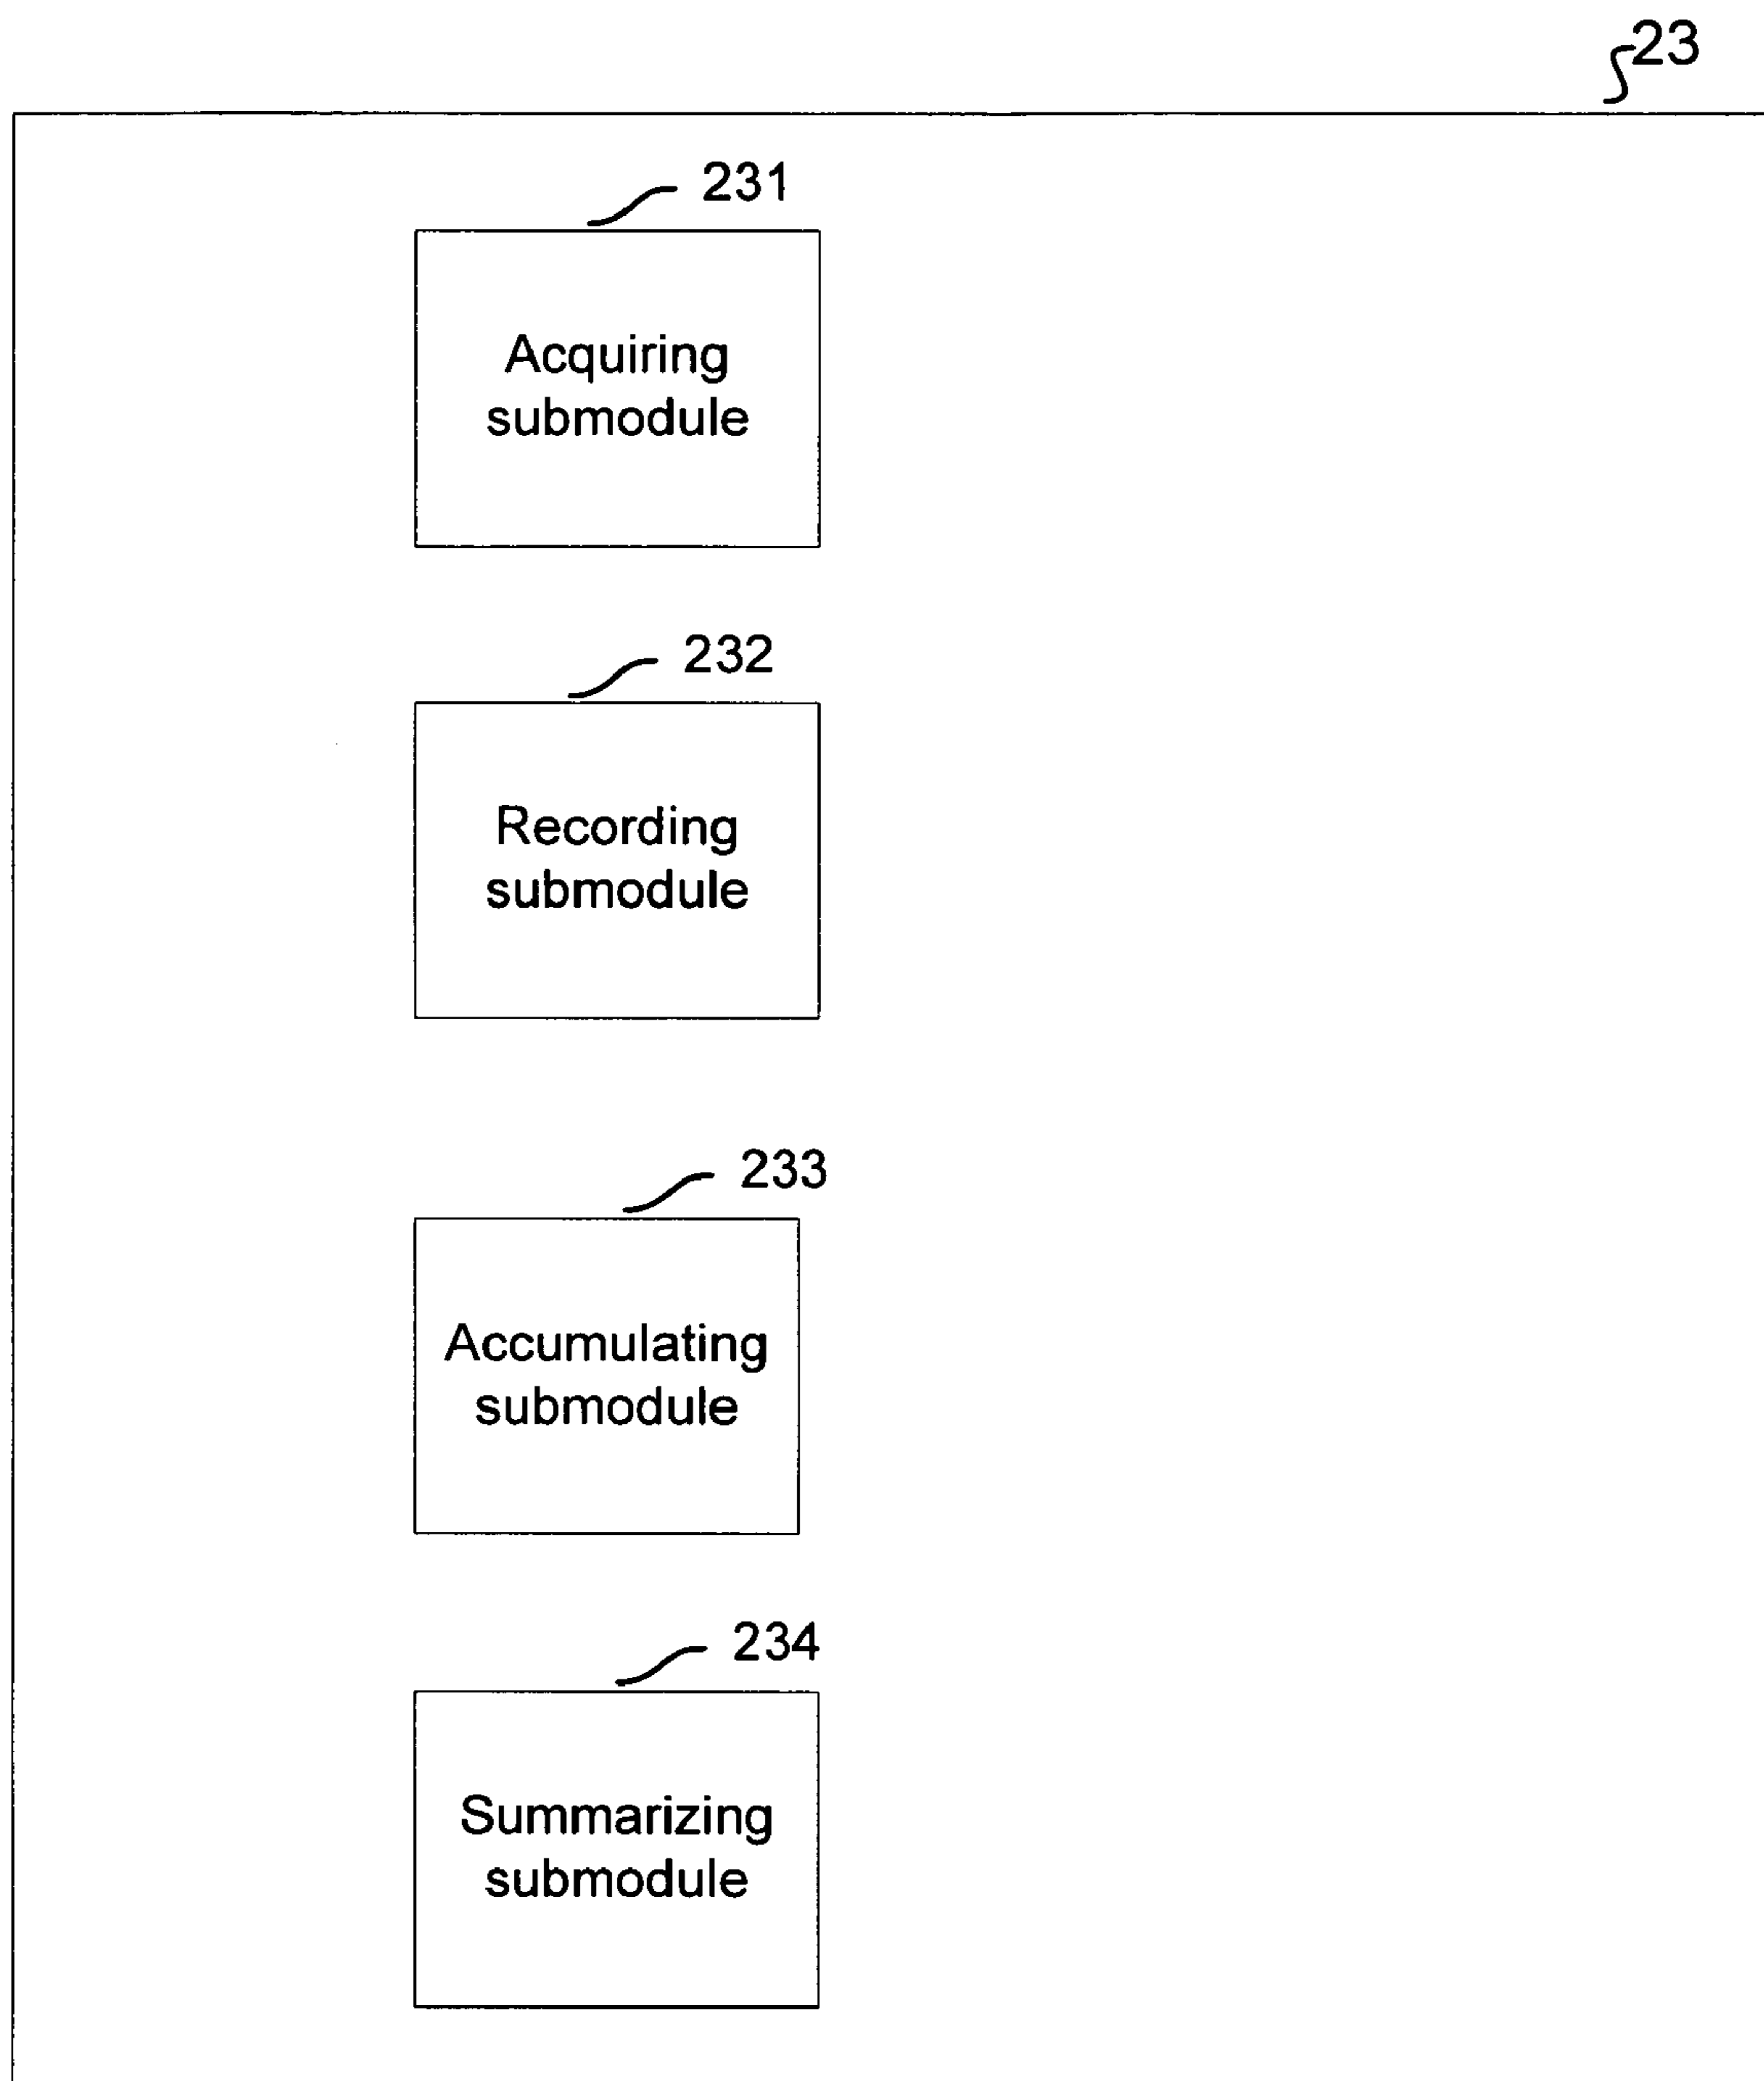 23
231
Acquiring
submodule
232
Recording
submodule
233
Accumulating
submodule
234
Summarizing
submodule